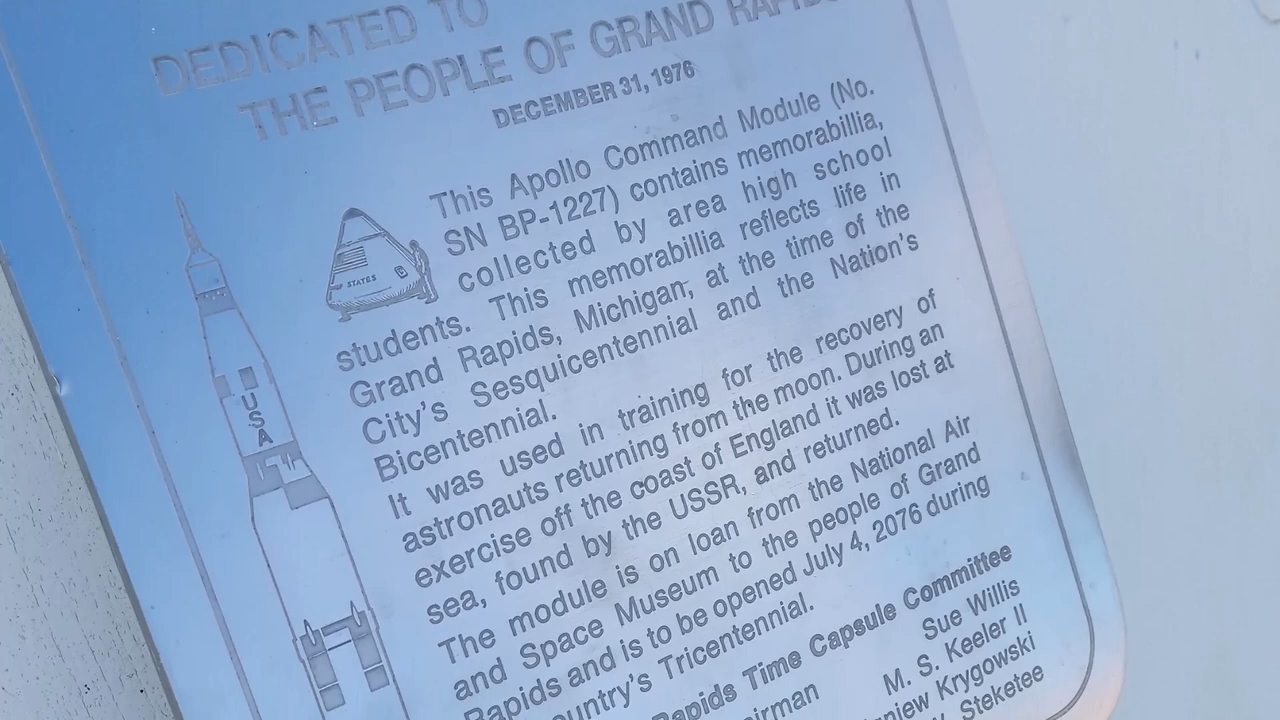 DEDICATED TO
THE PEOPLE OF GRAND RAPIDS
DECEMBER 31, 1976
This Apollo Command Module (No.
SN BP-1227) contains memorabillia,
collected by area high school
students. This memorabillia reflects life in
Grand Rapids, Michigan, at the time of the
City's Sesquicentennial and the Nation's
Bicentennial.
It was used in training for the recovery of
astronauts returning from the moon. During an
exercise off the coast of England it was lost at
sea, found by the USSR, and returned.
The module is on loan from the National Air
and Space Museum to the people of Grand
Rapids and is to be opened July 4, 2076 during
Tricentennial.
Rapids Time Capsule Committee
Sue Willis
M. S. Keeler II
Krygowski
Steketee
STATES
USA